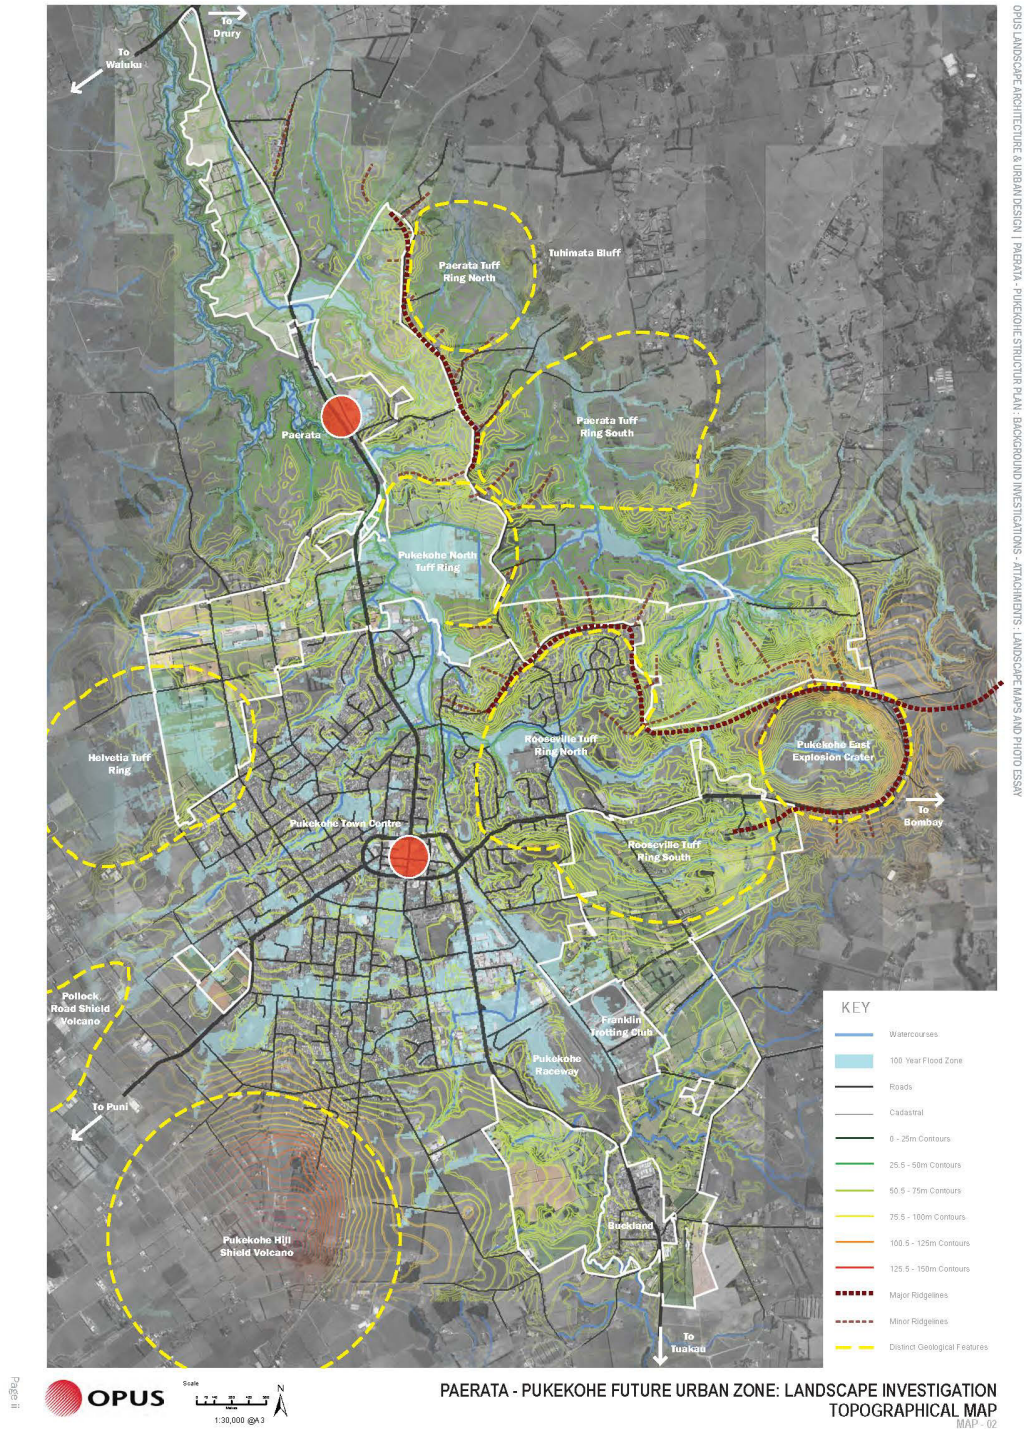 To
Drury
To
Waiuku
Tuhimata Bluff
Paerata Tuff
Ring North
Paerata Tuff
Ring South
Paerata
Pukekohe North
Tuff Ring
Helvetia Tuff
Ring
Rooseville Tuff
Ring North
Pukekohe East
Explosion Crater
To
Bombay
Pukekohe Town Centre
Rooseville Tuff
Ring South
Pollock
Road Shield
Volcano
Franklin
Trotting Club
Pukekohe
Raceway
To Puni
Pukekohe Hill
Shield Volcano
Buckland
To
Tuakau
KEY
Watercourses
100 Year Flood Zone
Roads
Cadastral
0 - 25m Contours
25.5 - 50m Contours
50.5 - 75m Contours
75.5 - 100m Contours
100.5 - 125m Contours
125.5 - 150m Contours
Major Ridgelines
Minor Ridgelines
Distinct Geological Features
OPUS LANDSCAPE ARCHITECTURE & URBAN DESIGN | PAERATA - PUKEKOHE STRUCTUR PLAN : BACKGROUND INVESTIGATIONS - ATTACHMENTS : LANDSCAPE MAPS AND PHOTO ESSAY
Page ii
OPUS
Scale
Metres
1:30,000 @A3
N
PAERATA - PUKEKOHE FUTURE URBAN ZONE: LANDSCAPE INVESTIGATION
TOPOGRAPHICAL MAP
MAP - 02